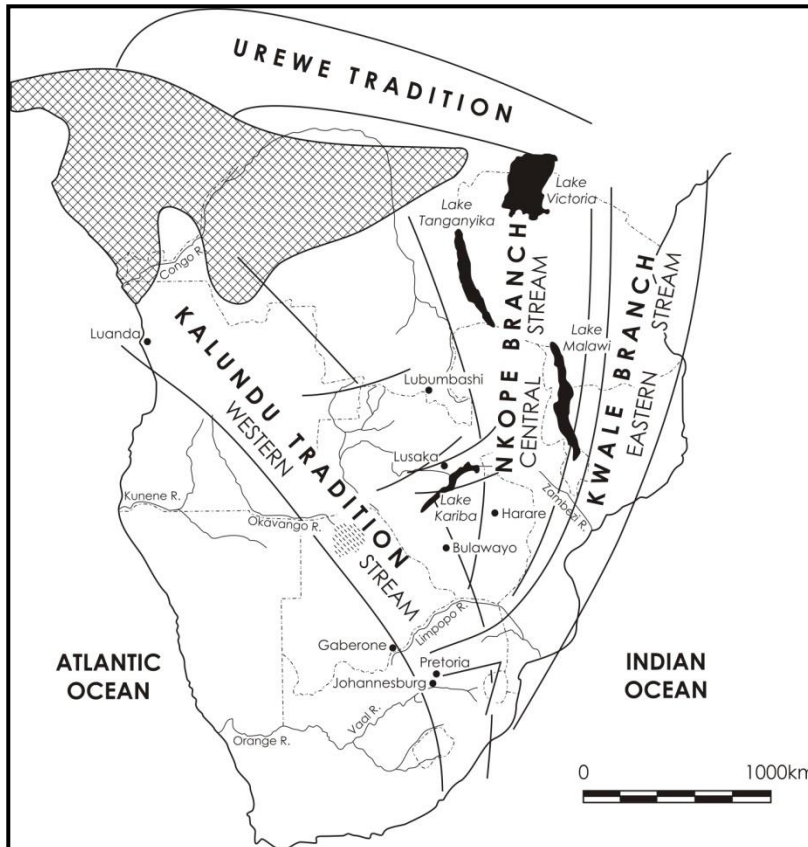 UREWE TRADITION
Lake
Victoria
Lake
Tanganyika
Congo R.
NKOPE BRANCH
CENTRAL STREAM
KWALE BRANCH
EASTERN STREAM
Luanda
KALUNDU TRADITION
WESTERN STREAM
Lake
Malawi
Lubumbashi
Lusaka
Lake
Kariba
Zambezi R.
Kunene R.
Okavango R.
Harare
Bulawayo
Limpopo R.
Gaberone
Pretoria
Johannesburg
ATLANTIC
OCEAN
INDIAN
OCEAN
Vaal R.
Orange R.
0 1000km